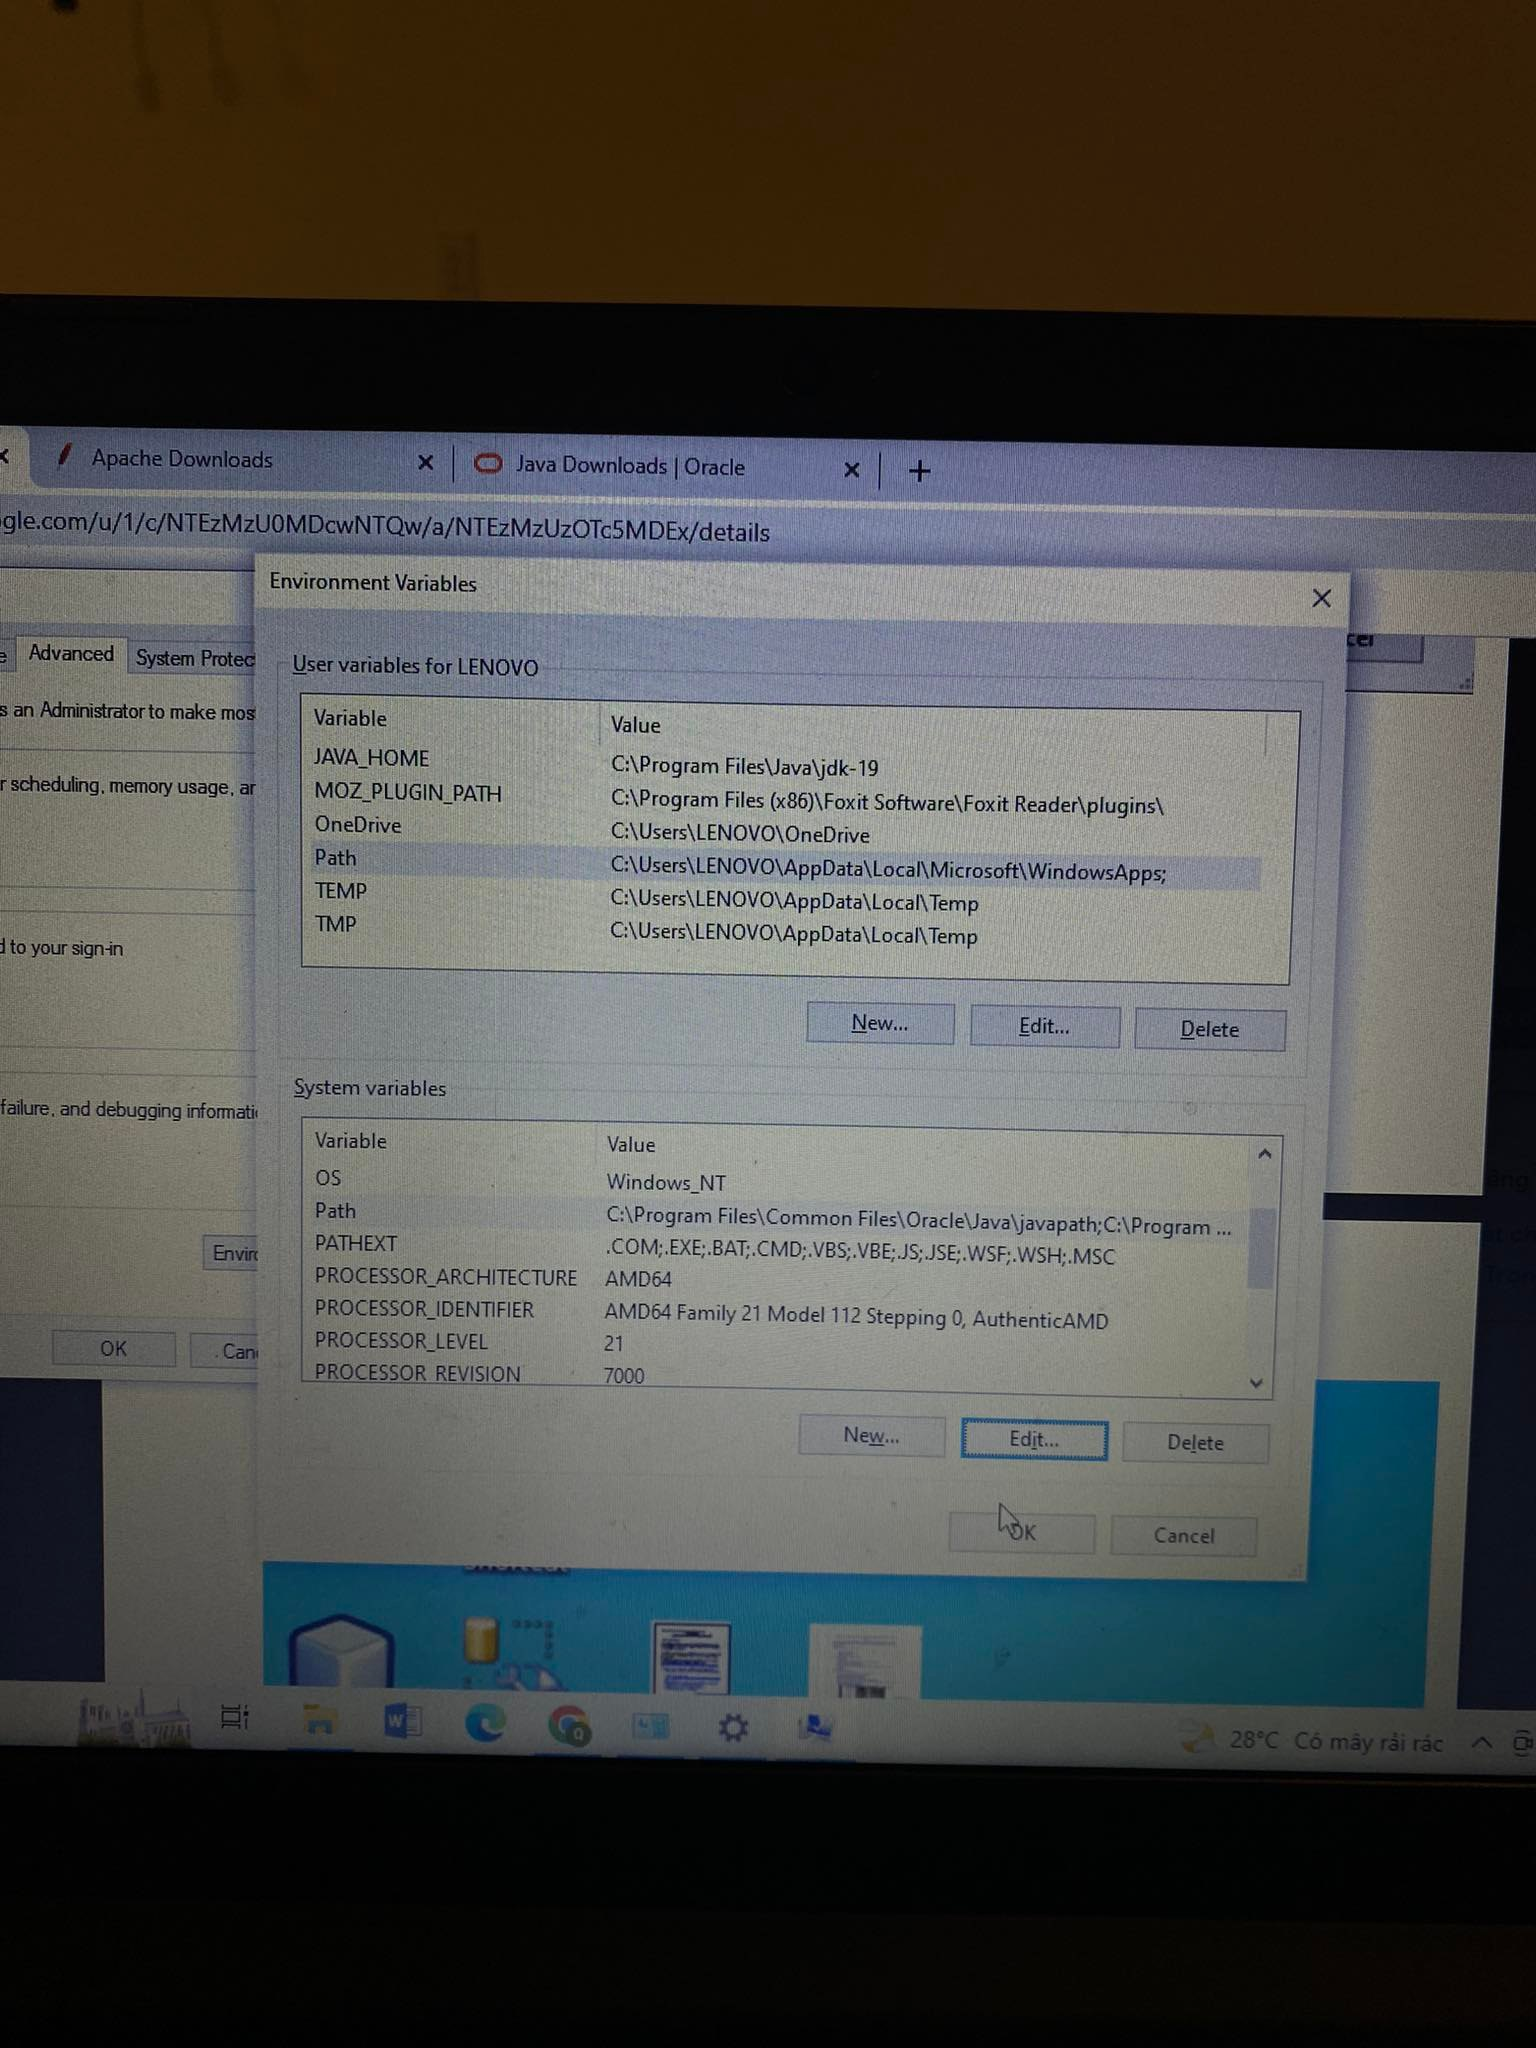 Apache Downloads
Java Downloads | Oracle
gle.com/u/1/c/NTEzMzU0MDcwNTQw/a/NTEzMzUzOTc5MDEx/details
Environment Variables
Advanced
System Protec
s an Administrator to make mos
r scheduling, memory usage, an
d to your sign-in
failure, and debugging informati
Envirc
OK
Can
User variables for LENOVO
Variable Value
JAVA_HOME C:\Program Files\Java\jdk-19
MOZ_PLUGIN_PATH C:\Program Files (x86)\Foxit Software\Foxit Reader\plugins\
OneDrive C:\Users\LENOVO\OneDrive
Path C:\Users\LENOVO\AppData\Local\Microsoft\WindowsApps;
TEMP C:\Users\LENOVO\AppData\Local\Temp
TMP C:\Users\LENOVO\AppData\Local\Temp
New... Edit... Delete
System variables
Variable Value
OS Windows_NT
Path C:\Program Files\Common Files\Oracle\Java\javapath;C:\Program ...
PATHEXT .COM;.EXE;.BAT;.CMD;.VBS;.VBE;.JS;.JSE;.WSF;.WSH;.MSC
PROCESSOR_ARCHITECTURE AMD64
PROCESSOR_IDENTIFIER AMD64 Family 21 Model 112 Stepping 0, AuthenticAMD
PROCESSOR_LEVEL 21
PROCESSOR_REVISION 7000
New... Edit... Delete
OK Cancel
28°C Có mây rải rác